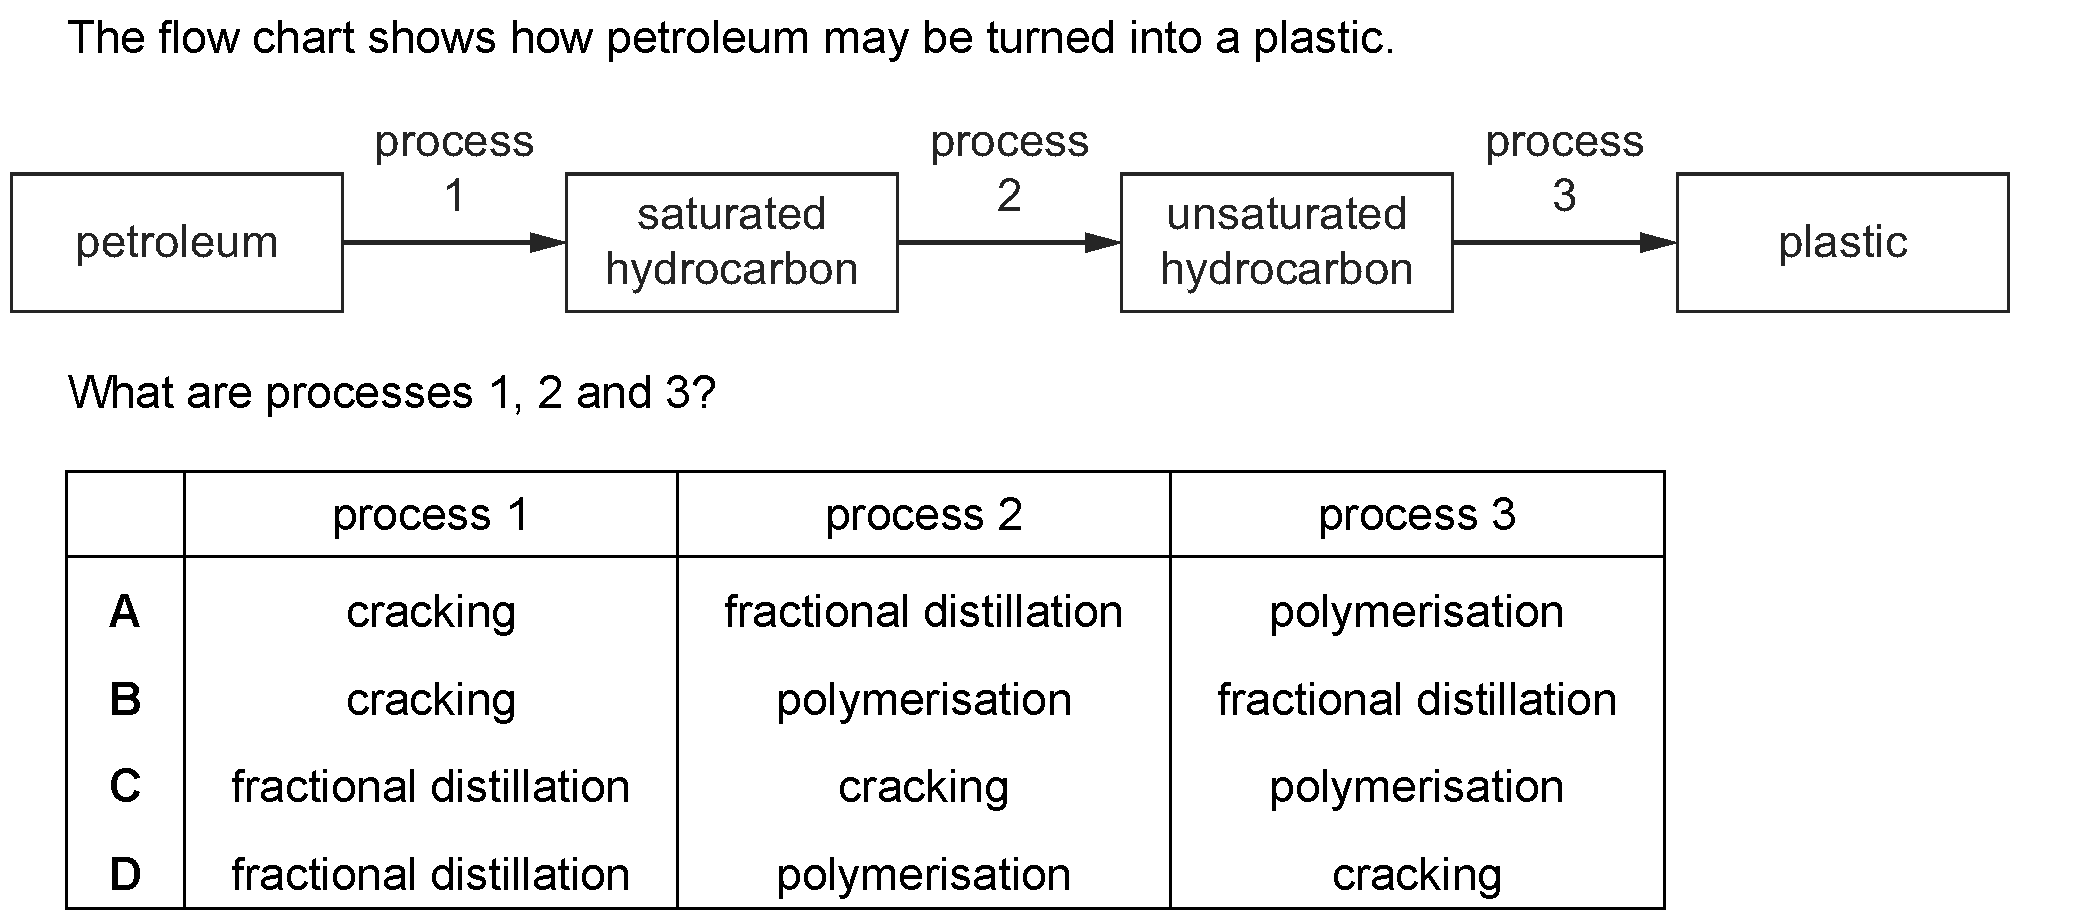 The flow chart shows how petroleum may be turned into a plastic.
process process process
1 2 3
petroleum saturated hydrocarbon unsaturated hydrocarbon plastic
What are processes 1, 2 and 3?
process 1 process 2 process 3
A cracking fractional distillation polymerisation
B cracking polymerisation fractional distillation
C fractional distillation cracking polymerisation
D fractional distillation polymerisation cracking